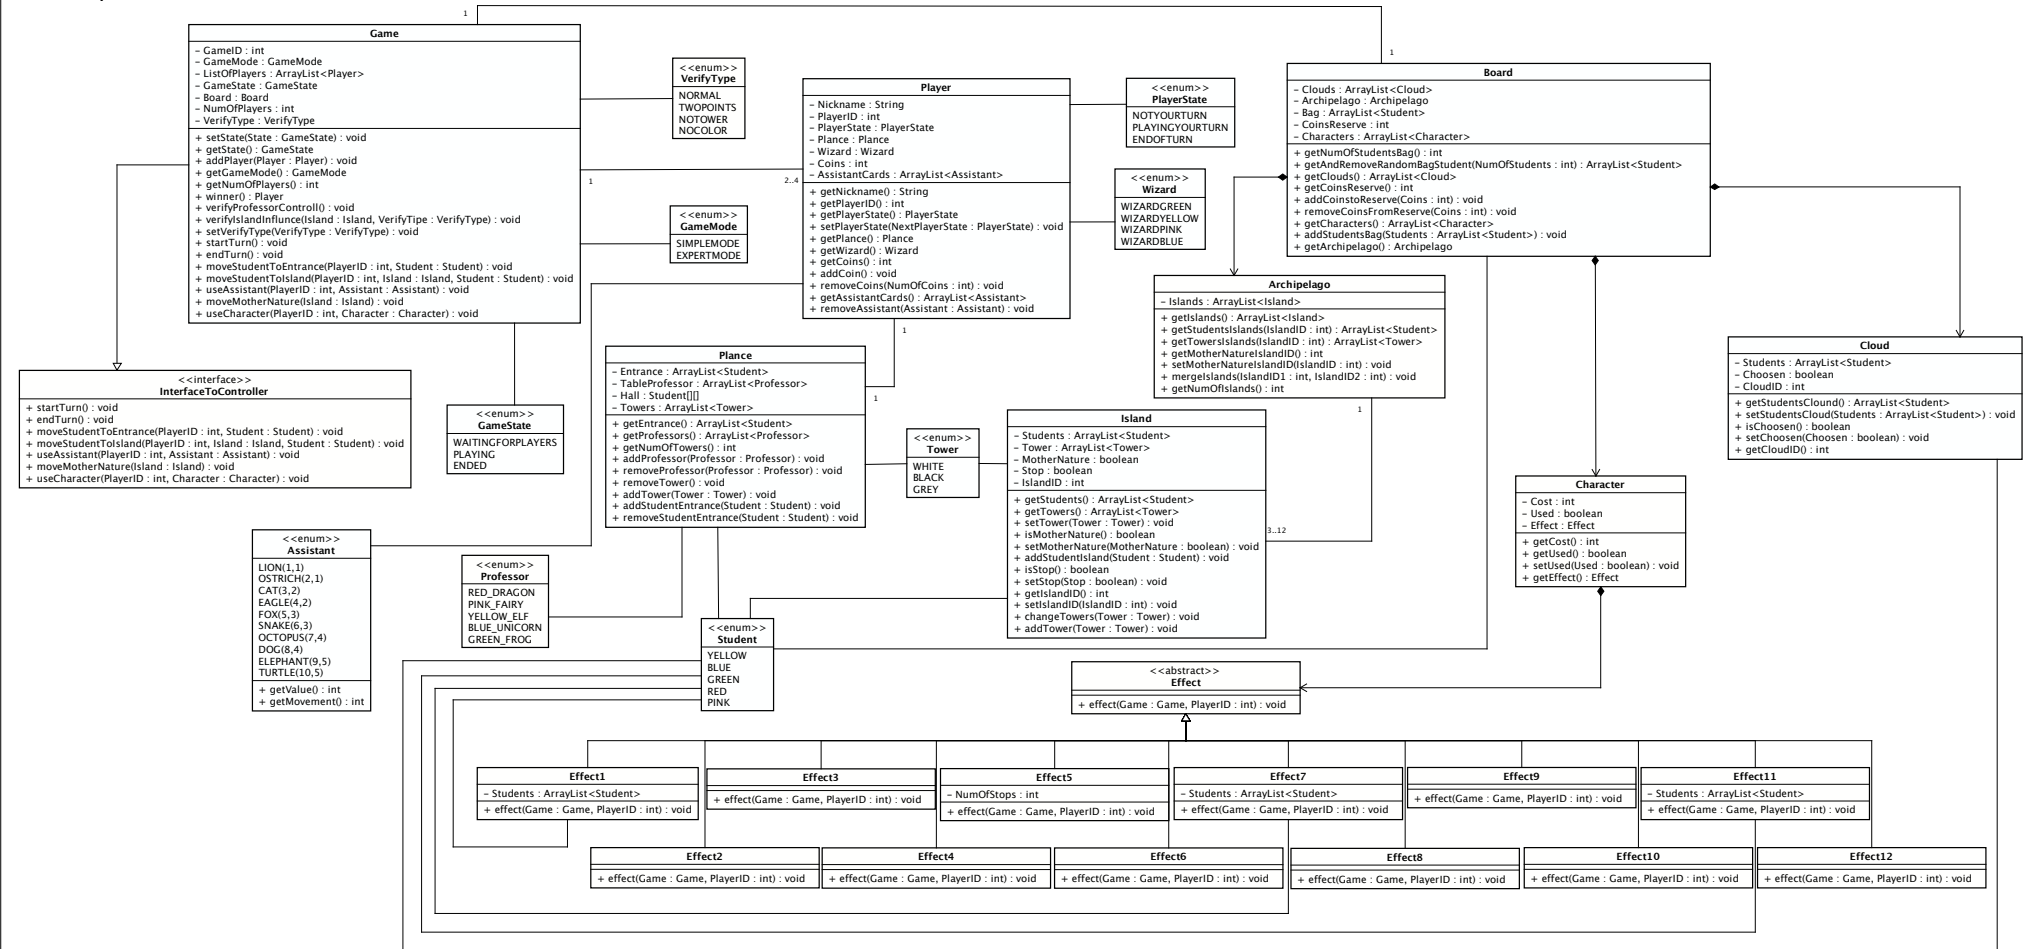 1
1
Game
– GameID : int
– GameMode : GameMode
– ListOfPlayers : ArrayList<Player>
– GameState : GameState
– Board : Board
– NumOfPlayers : int
– VerifyType : VerifyType
+ setState(State : GameState) : void
+ getState() : GameState
+ addPlayer(Player : Player) : void
+ getGameMode() : GameMode
+ getNumOfPlayers() : int
+ winner() : Player
+ verifyProfessorControll() : void
+ verifyIslandInflunce(Island : Island, VerifyTipe : VerifyType) : void
+ setVerifyType(VerifyType : VerifyType) : void
+ startTurn() : void
+ endTurn() : void
+ moveStudentToEntrance(PlayerID : int, Student : Student) : void
+ moveStudentToIsland(PlayerID : int, Island : Island, Student : Student) : void
+ useAssistant(PlayerID : int, Assistant : Assistant) : void
+ moveMotherNature(Island : Island) : void
+ useCharacter(PlayerID : int, Character : Character) : void
<<enum>>
VerifyType
NORMAL
TWOPOINTS
NOTOWER
NOCOLOR
1
2..4
<<enum>>
GameMode
SIMPLEMODE
EXPERTMODE
Player
– Nickname : String
– PlayerID : int
– PlayerState : PlayerState
– Plance : Plance
– Wizard : Wizard
– Coins : int
– AssistantCards : ArrayList<Assistant>
+ getNickname() : String
+ getPlayerID() : int
+ getPlayerState() : PlayerState
+ setPlayerState(NextPlayerState : PlayerState) : void
+ getPlance() : Plance
+ getWizard() : Wizard
+ getCoins() : int
+ addCoin() : void
+ removeCoins(NumOfCoins : int) : void
+ getAssistantCards() : ArrayList<Assistant>
+ removeAssistant(Assistant : Assistant) : void
<<enum>>
PlayerState
NOTYOURTURN
PLAYINGYOURTURN
ENDOFTURN
<<enum>>
Wizard
WIZARDGREEN
WIZARDYELLOW
WIZARDPINK
WIZARDBLUE
Board
– Clouds : ArrayList<Cloud>
– Archipelago : Archipelago
– Bag : ArrayList<Student>
– CoinsReserve : int
– Characters : ArrayList<Character>
+ getNumOfStudentsBag() : int
+ getAndRemoveRandomBagStudent(NumOfStudents : int) : ArrayList<Student>
+ getClouds() : ArrayList<Cloud>
+ getCoinsReserve() : int
+ addCoinstoReserve(Coins : int) : void
+ removeCoinsFromReserve(Coins : int) : void
+ getCharacters() : ArrayList<Character>
+ addStudentsBag(Students : ArrayList<Student>) : void
+ getArchipelago() : Archipelago
Archipelago
– Islands : ArrayList<Island>
+ getIslands() : ArrayList<Island>
+ getStudentsIslands(IslandID : int) : ArrayList<Student>
+ getTowersIslands(IslandID : int) : ArrayList<Tower>
+ getMotherNatureIslandID() : int
+ setMotherNatureIslandID(IslandID : int) : void
+ mergeIslands(IslandID1 : int, IslandID2 : int) : void
+ getNumOfIslands() : int
Cloud
– Students : ArrayList<Student>
– Choosen : boolean
– CloudID : int
+ getStudentsClound() : ArrayList<Student>
+ setStudentsCloud(Students : ArrayList<Student>) : void
+ isChoosen() : boolean
+ setChoosen(Choosen : boolean) : void
+ getCloudID() : int
<<interface>>
InterfaceToController
+ startTurn() : void
+ endTurn() : void
+ moveStudentToEntrance(PlayerID : int, Student : Student) : void
+ moveStudentToIsland(PlayerID : int, Island : Island, Student : Student) : void
+ useAssistant(PlayerID : int, Assistant : Assistant) : void
+ moveMotherNature(Island : Island) : void
+ useCharacter(PlayerID : int, Character : Character) : void
<<enum>>
GameState
WAITINGFORPLAYERS
PLAYING
ENDED
1
1
Plance
– Entrance : ArrayList<Student>
– TableProfessor : ArrayList<Professor>
– Hall : Student[][]
– Towers : ArrayList<Tower>
+ getEntrance() : ArrayList<Student>
+ getProfessors() : ArrayList<Professor>
+ getNumOfTowers() : int
+ addProfessor(Professor : Professor) : void
+ removeProfessor(Professor : Professor) : void
+ removeTower() : void
+ addTower(Tower : Tower) : void
+ addStudentEntrance(Student : Student) : void
+ removeStudentEntrance(Student : Student) : void
<<enum>>
Tower
WHITE
BLACK
GREY
Island
– Students : ArrayList<Student>
– Tower : ArrayList<Tower>
– MotherNature : boolean
– Stop : boolean
– IslandID : int
+ getStudents() : ArrayList<Student>
+ getTowers() : ArrayList<Tower>
+ setTower(Tower : Tower) : void
+ isMotherNature() : boolean
+ setMotherNature(MotherNature : boolean) : void
+ addStudentIsland(Student : Student) : void
+ isStop() : boolean
+ setStop(Stop : boolean) : void
+ getIslandID() : int
+ setIslandID(IslandID : int) : void
+ changeTowers(Tower : Tower) : void
+ addTower(Tower : Tower) : void
1
3..12
Character
– Cost : int
– Used : boolean
– Effect : Effect
+ getCost() : int
+ getUsed() : boolean
+ setUsed(Used : boolean) : void
+ getEffect() : Effect
<<enum>>
Assistant
LION(1,1)
OSTRICH(2,1)
CAT(3,2)
EAGLE(4,2)
FOX(5,3)
SNAKE(6,3)
OCTOPUS(7,4)
DOG(8,4)
ELEPHANT(9,5)
TURTLE(10,5)
+ getValue() : int
+ getMovement() : int
<<enum>>
Professor
RED_DRAGON
PINK_FAIRY
YELLOW_ELF
BLUE_UNICORN
GREEN_FROG
<<enum>>
Student
YELLOW
BLUE
GREEN
RED
PINK
<<abstract>>
Effect
+ effect(Game : Game, PlayerID : int) : void
Effect1
– Students : ArrayList<Student>
+ effect(Game : Game, PlayerID : int) : void
Effect3
+ effect(Game : Game, PlayerID : int) : void
Effect5
– NumOfStops : int
+ effect(Game : Game, PlayerID : int) : void
Effect7
– Students : ArrayList<Student>
+ effect(Game : Game, PlayerID : int) : void
Effect9
+ effect(Game : Game, PlayerID : int) : void
Effect11
– Students : ArrayList<Student>
+ effect(Game : Game, PlayerID : int) : void
Effect2
+ effect(Game : Game, PlayerID : int) : void
Effect4
+ effect(Game : Game, PlayerID : int) : void
Effect6
+ effect(Game : Game, PlayerID : int) : void
Effect8
+ effect(Game : Game, PlayerID : int) : void
Effect10
+ effect(Game : Game, PlayerID : int) : void
Effect12
+ effect(Game : Game, PlayerID : int) : void